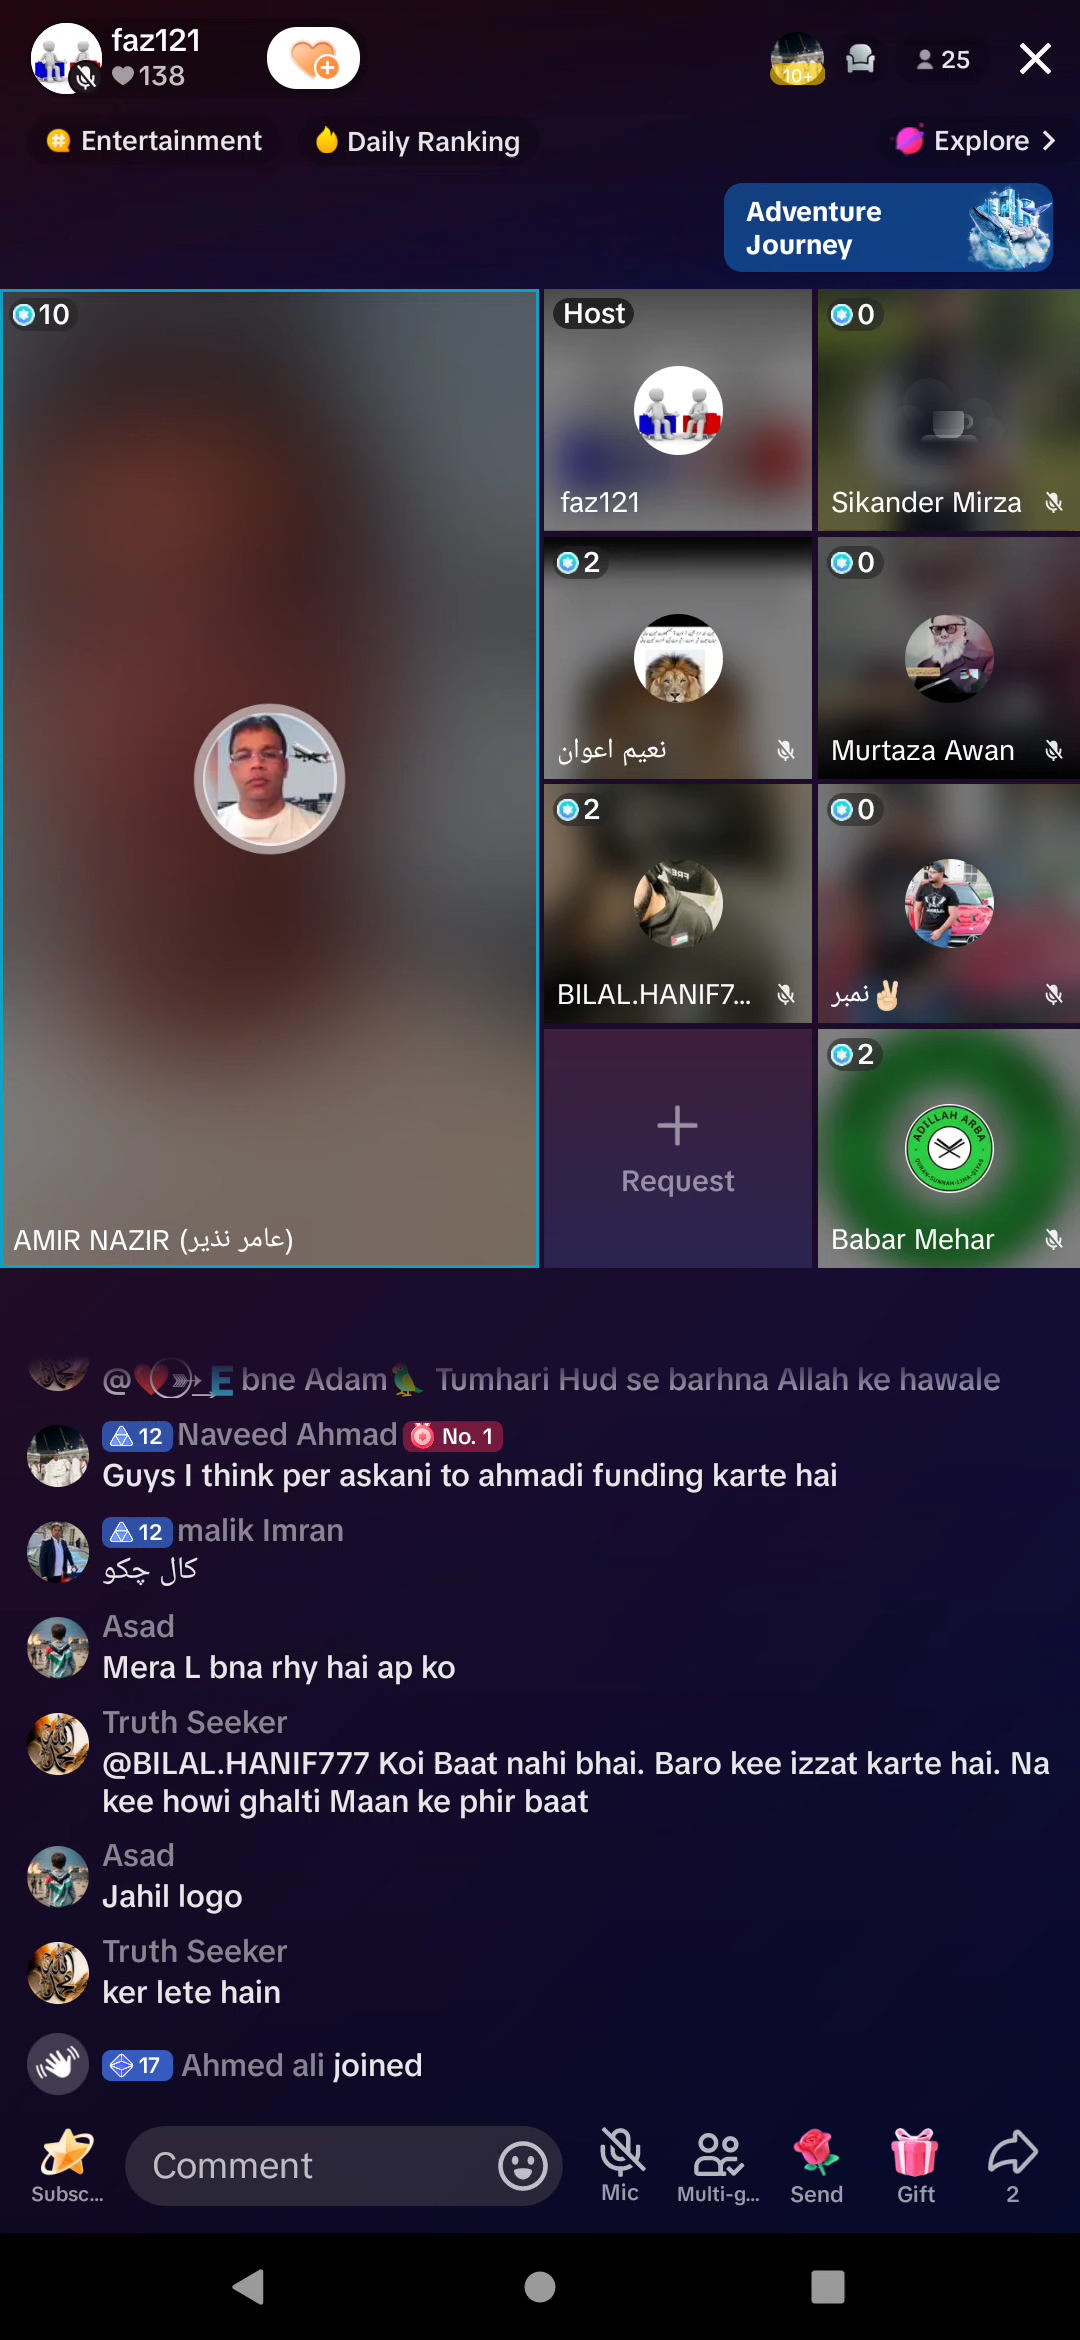 faz121
138
10+
25
Entertainment
Daily Ranking
Explore
Adventure
Journey
10
Host
0
faz121
Sikander Mirza
2
0
نعیم اعوان
Murtaza Awan
2
0
FREE
BILAL.HANIF7...
نمبر✌🏻
2
ADILLAH ARBA
Request
AMIR NAZIR (عامر نذیر)
Babar Mehar
@💔 E bne Adam🦜 Tumhari Hud se barhna Allah ke hawale
12 Naveed Ahmad No. 1
Guys I think per askani to ahmadi funding karte hai
12 malik Imran
کال چکو
Asad
Mera L bna rhy hai ap ko
Truth Seeker
@BILAL.HANIF777 Koi Baat nahi bhai. Baro kee izzat karte hai. Na
kee howi ghalti Maan ke phir baat
Asad
Jahil logo
Truth Seeker
ker lete hain
17 Ahmed ali joined
Comment
Subsc...
Mic
Multi-g...
Send
Gift
2